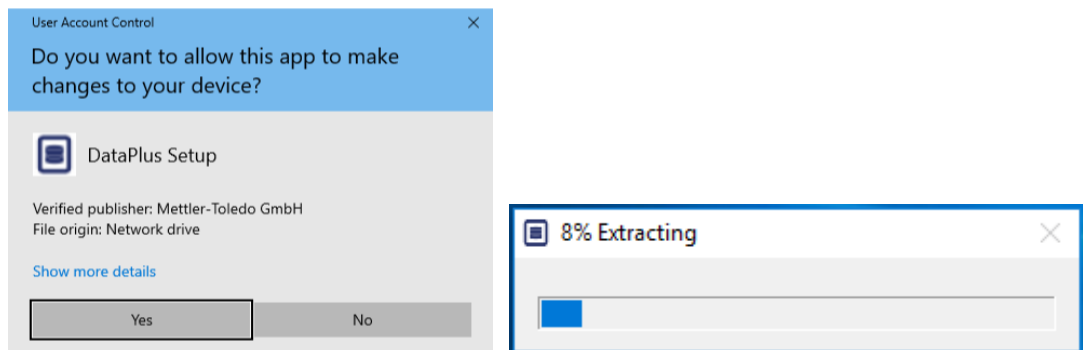 User Account Control
Do you want to allow this app to make
changes to your device?
DataPlus Setup
Verified publisher: Mettler-Toledo GmbH
File origin: Network drive
Show more details
Yes
No
8% Extracting